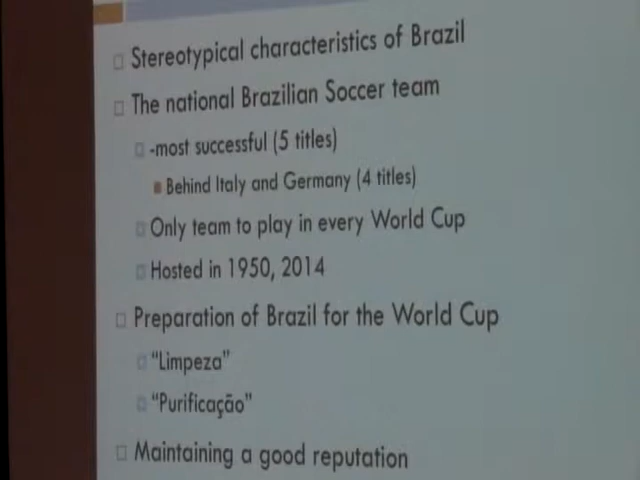 Stereotypical characteristics of Brazil
The national Brazilian Soccer team
-most successful (5 titles)
Behind Italy and Germany (4 titles)
Only team to play in every World Cup
Hosted in 1950, 2014
Preparation of Brazil for the World Cup
"Limpeza"
"Purificação"
Maintaining a good reputation